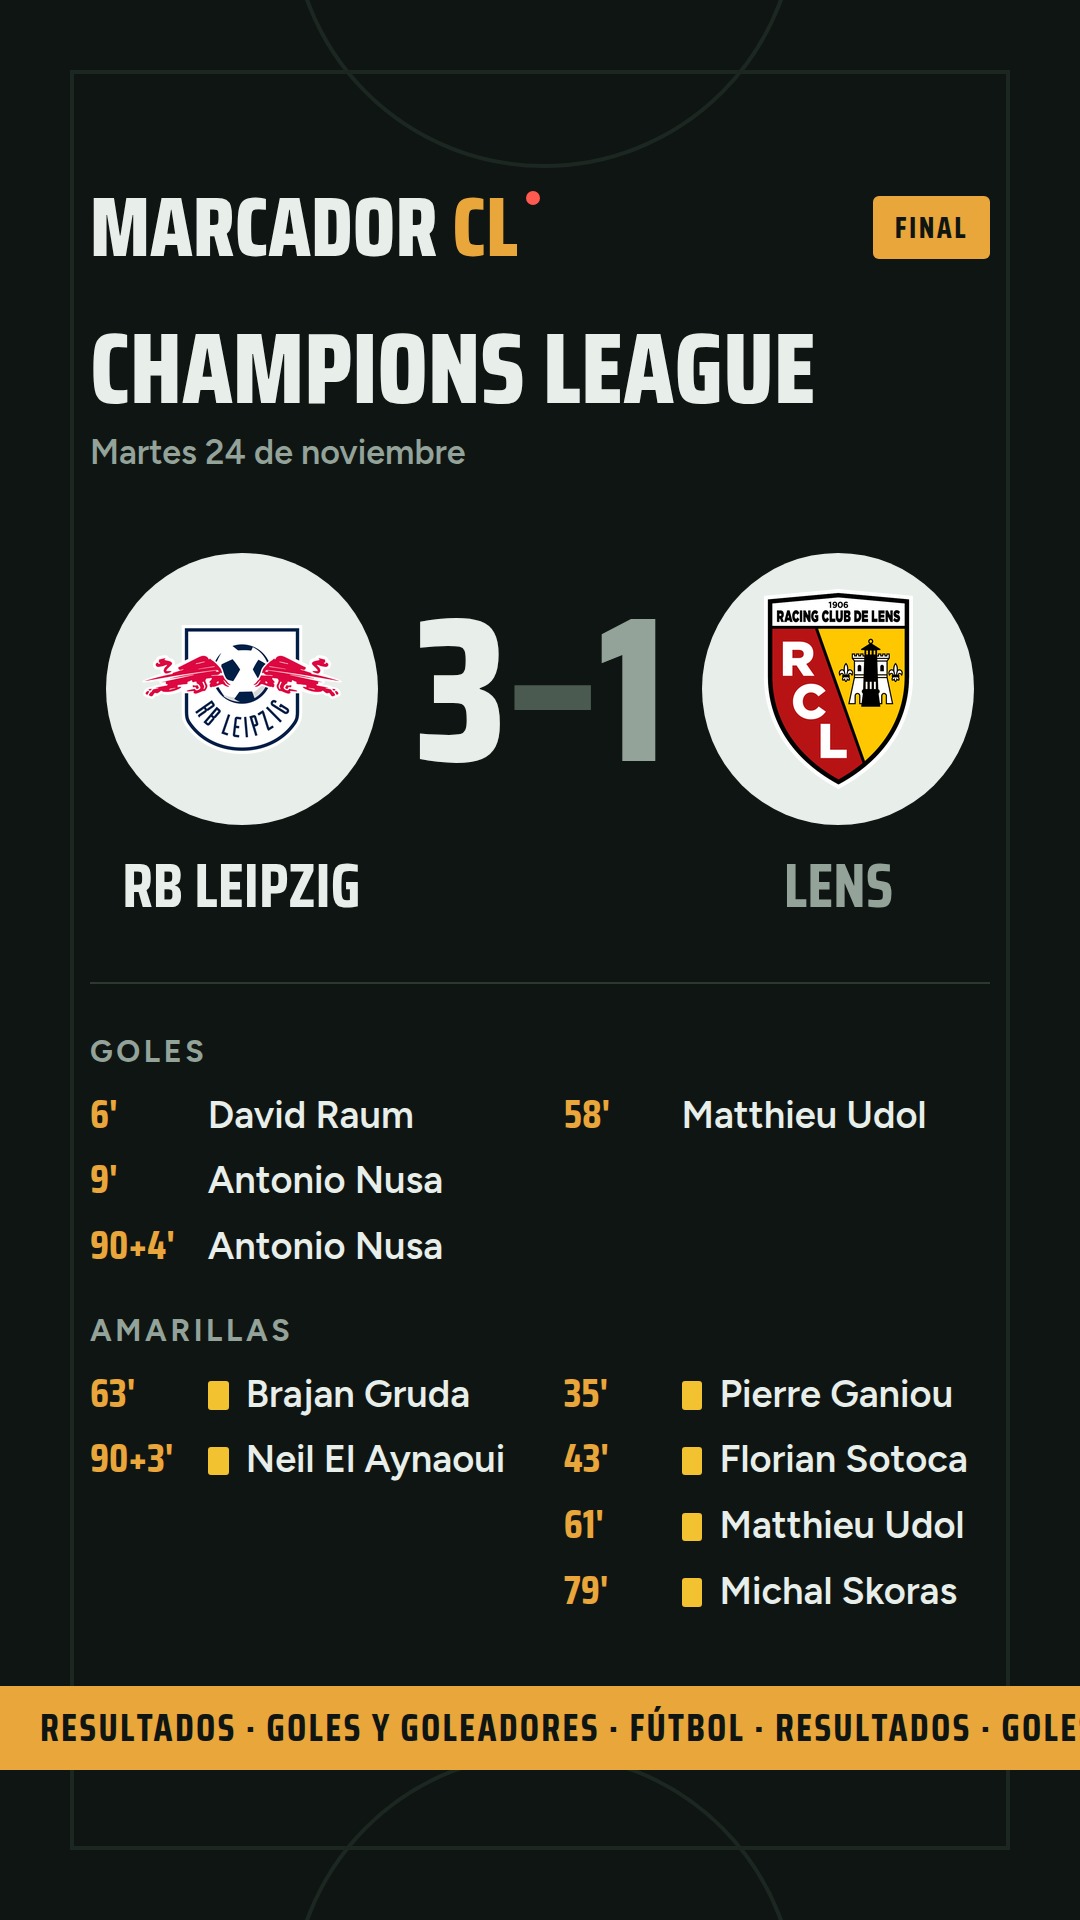 MARCADOR CL
FINAL
CHAMPIONS LEAGUE
Martes 24 de noviembre
RB LEIPZIG
3-1
1906
RACING CLUB DE LENS
R
C
L
RB LEIPZIG
LENS
GOLES
6' David Raum
58' Matthieu Udol
9' Antonio Nusa
90+4' Antonio Nusa
AMARILLAS
63' Brajan Gruda
35' Pierre Ganiou
90+3' Neil El Aynaoui
43' Florian Sotoca
61' Matthieu Udol
79' Michal Skoras
RESULTADOS · GOLES Y GOLEADORES · FÚTBOL · RESULTADOS · GOLES